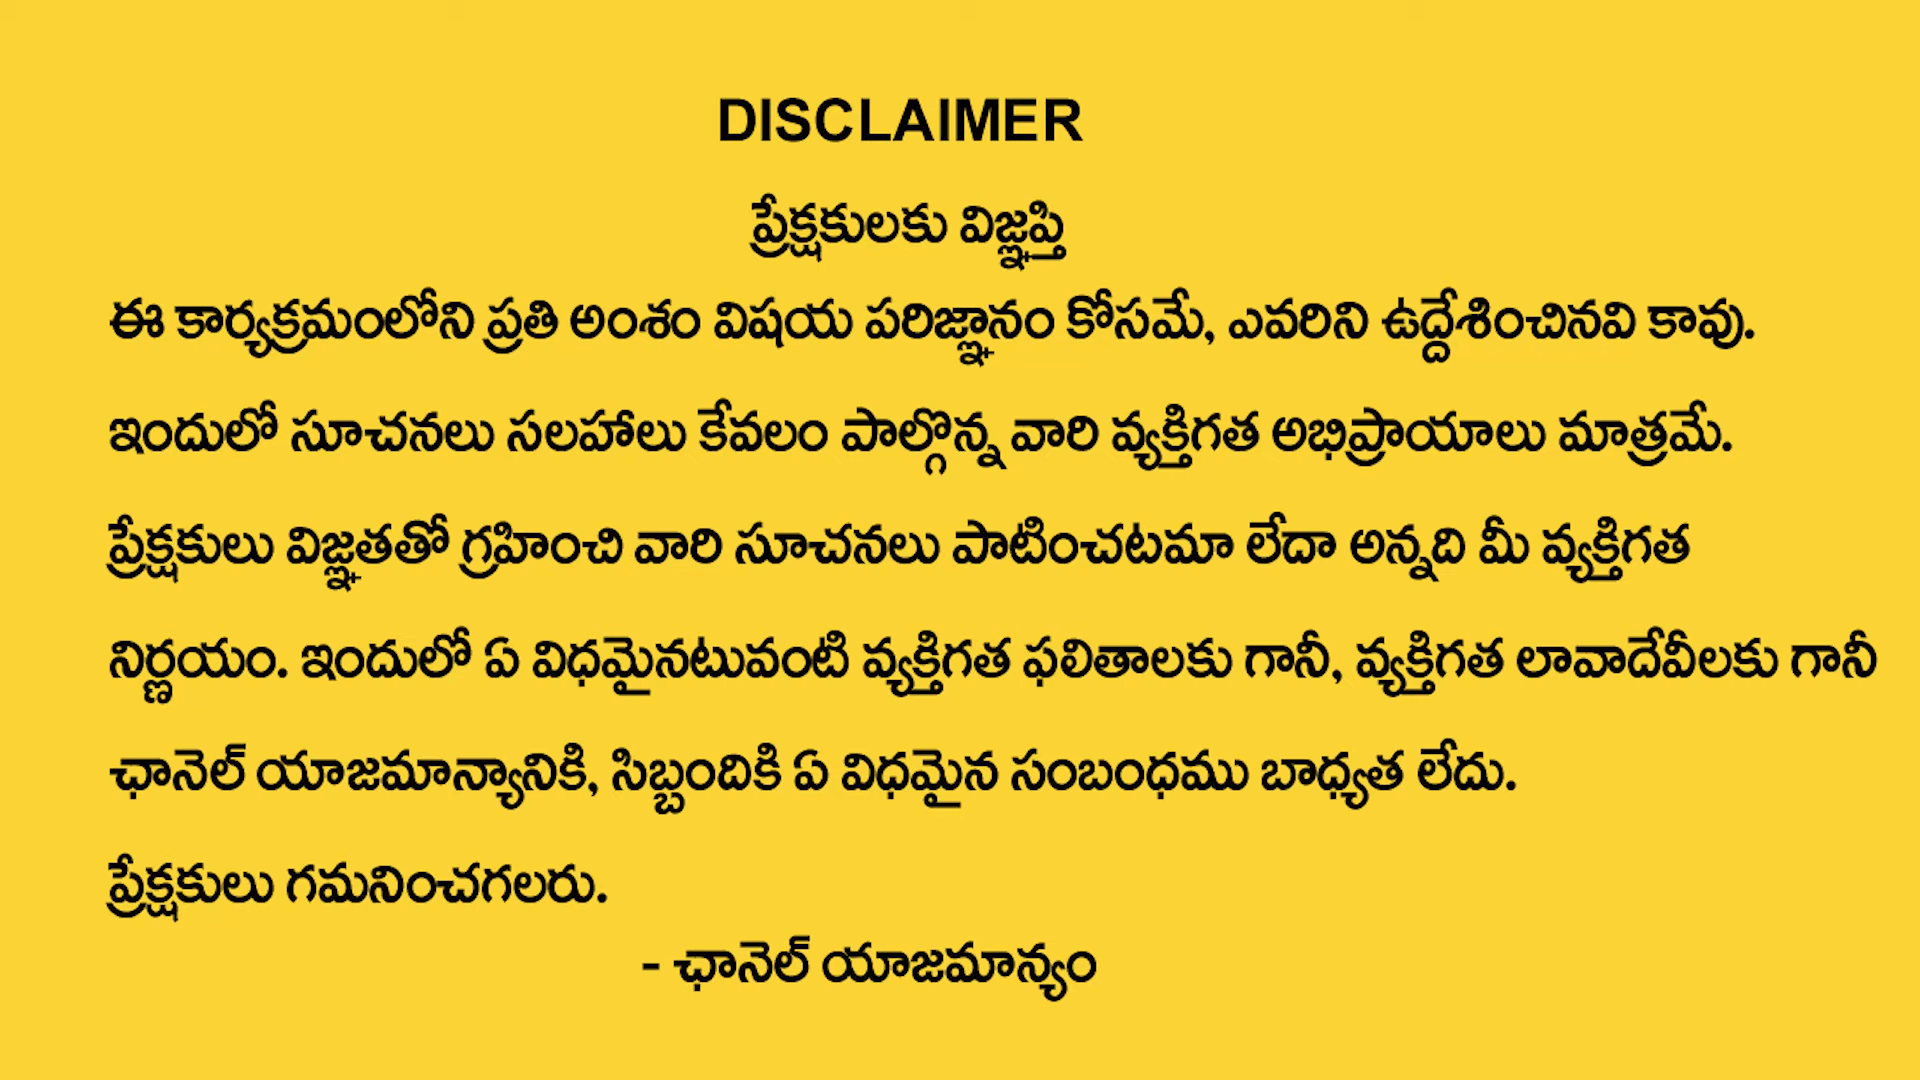 DISCLAIMER
ప్రేక్షకులకు విజ్ఞప్తి
ఈ కార్యక్రమంలోని ప్రతి అంశం విషయ పరిజ్ఞానం కోసమే, ఎవరిని ఉద్దేశించినవి కావు.
ఇందులో సూచనలు సలహాలు కేవలం పాల్గొన్న వారి వ్యక్తిగత అభిప్రాయాలు మాత్రమే.
ప్రేక్షకులు విజ్ఞతతో గ్రహించి వారి సూచనలు పాటించటమా లేదా అన్నది మీ వ్యక్తిగత
నిర్ణయం. ఇందులో ఏ విధమైనటువంటి వ్యక్తిగత ఫలితాలకు గానీ, వ్యక్తిగత లావాదేవీలకు గానీ
ఛానెల్ యాజమాన్యానికి, సిబ్బందికి ఏ విధమైన సంబంధము బాధ్యత లేదు.
ప్రేక్షకులు గమనించగలరు.
- ఛానెల్ యాజమాన్యం